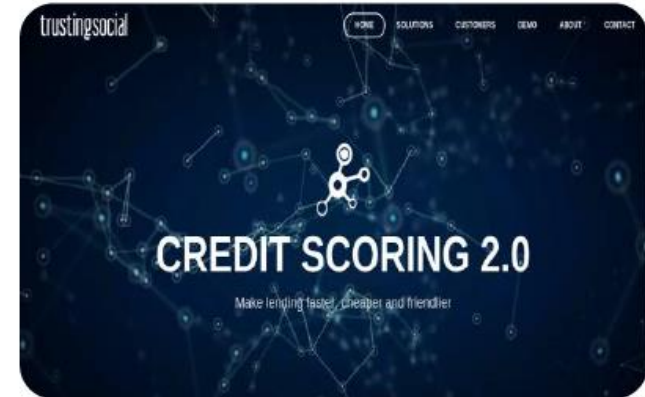 trustingsocial
HOME SOLUTIONS CUSTOMERS DEMO ABOUT CONTACT
CREDIT SCORING 2.0
Make lending faster, cheaper and friendlier